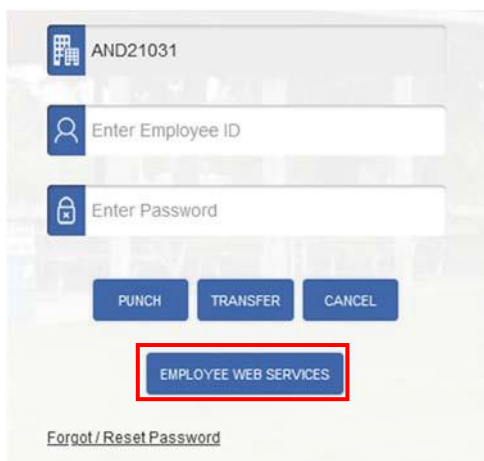 AND21031
Enter Employee ID
Enter Password
PUNCH TRANSFER CANCEL
EMPLOYEE WEB SERVICES
Forgot / Reset Password